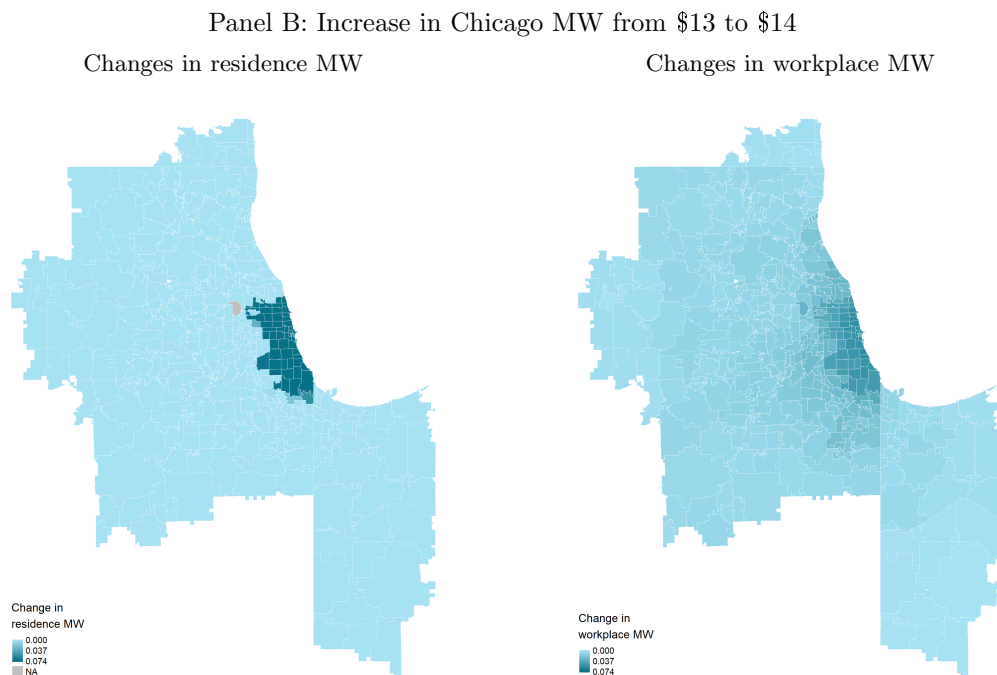 Panel B: Increase in Chicago MW from $13 to $14
Changes in residence MW
Changes in workplace MW
Change in
residence MW
0.000
0.037
0.074
NA
Change in
workplace MW
0.000
0.037
0.074